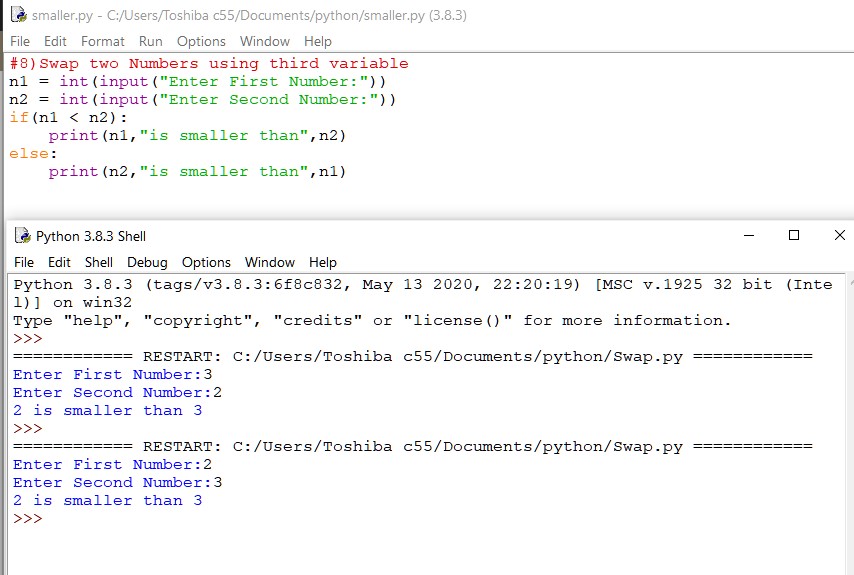 smaller.py - C:/Users/Toshiba c55/Documents/python/smaller.py (3.8.3)
File Edit Format Run Options Window Help
#8)Swap two Numbers using third variable
n1 = int(input("Enter First Number:"))
n2 = int(input("Enter Second Number:"))
if(n1 < n2):
    print(n1,"is smaller than",n2)
else:
    print(n2,"is smaller than",n1)
Python 3.8.3 Shell
File Edit Shell Debug Options Window Help
Python 3.8.3 (tags/v3.8.3:6f8c832, May 13 2020, 22:20:19) [MSC v.1925 32 bit (Inte
l)] on win32
Type "help", "copyright", "credits" or "license()" for more information.
>>>
============ RESTART: C:/Users/Toshiba c55/Documents/python/Swap.py ============
Enter First Number:3
Enter Second Number:2
2 is smaller than 3
>>>
============ RESTART: C:/Users/Toshiba c55/Documents/python/Swap.py ============
Enter First Number:2
Enter Second Number:3
2 is smaller than 3
>>>